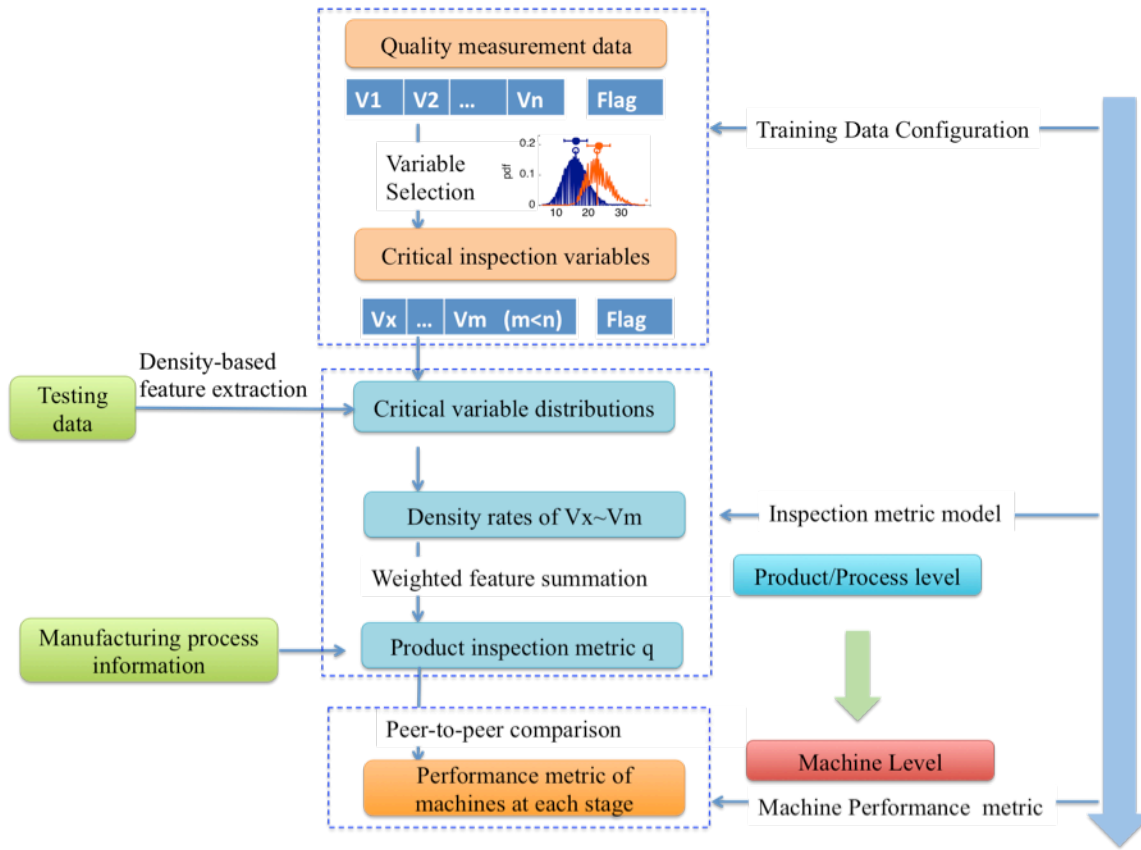 Quality measurement data
V1 V2 ... Vn Flag
Training Data Configuration
Variable
Selection
pdf
0.2
0.1
0
10 20 30
Critical inspection variables
Vx ... Vm (m<n) Flag
Density-based
feature extraction
Testing
data
Critical variable distributions
Density rates of Vx~Vm
Inspection metric model
Weighted feature summation
Product/Process level
Manufacturing process
information
Product inspection metric q
Peer-to-peer comparison
Machine Level
Performance metric of
machines at each stage
Machine Performance metric